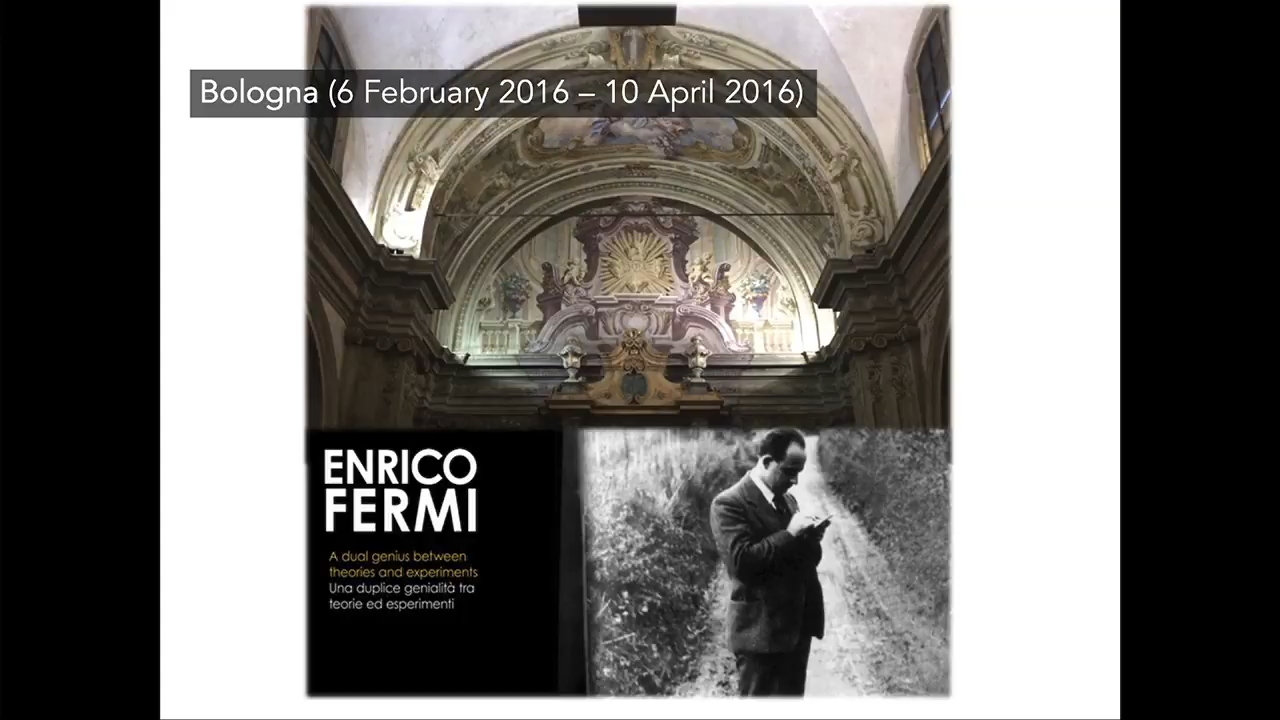 Bologna (6 February 2016 – 10 April 2016)
ENRICO
FERMI
A dual genius between
theories and experiments
Una duplice genialità tra
teorie ed esperimenti